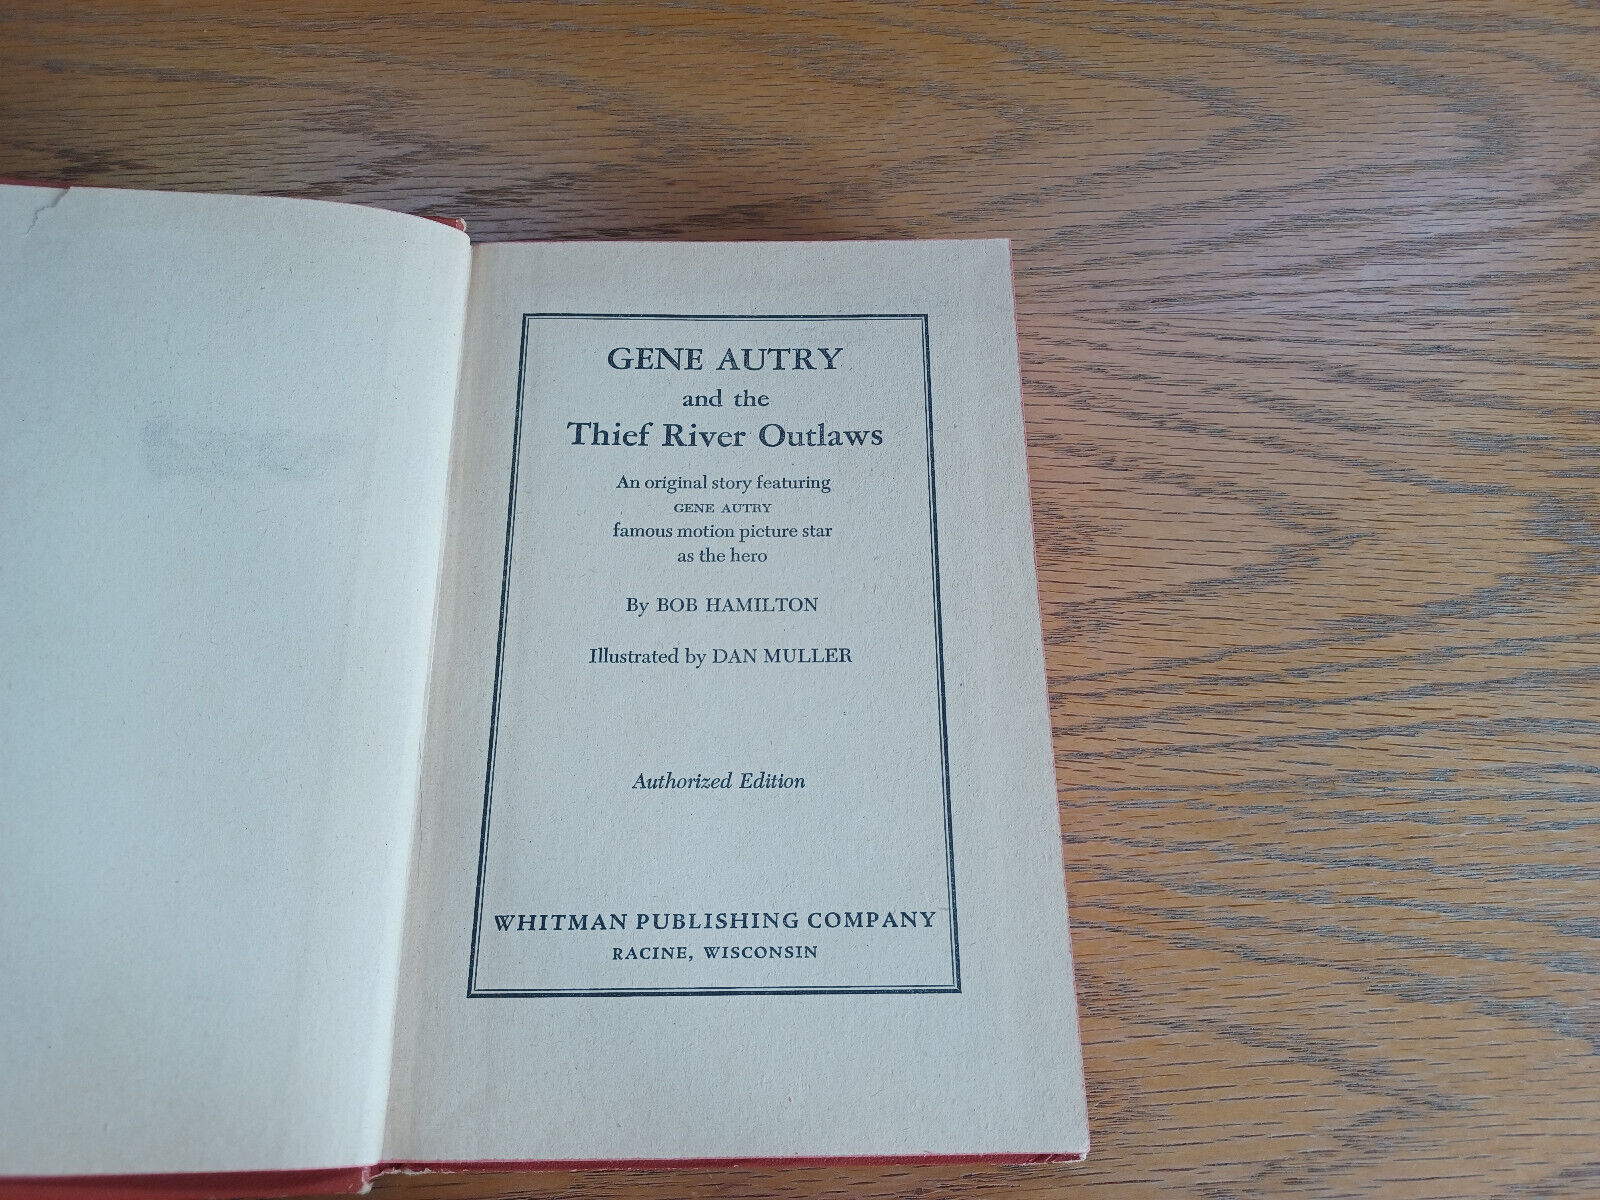 GENE AUTRY
and the
Thief River Outlaws
An original story featuring
GENE AUTRY
famous motion picture star
as the hero
By BOB HAMILTON
Illustrated by DAN MULLER
Authorized Edition
WHITMAN PUBLISHING COMPANY
RACINE, WISCONSIN